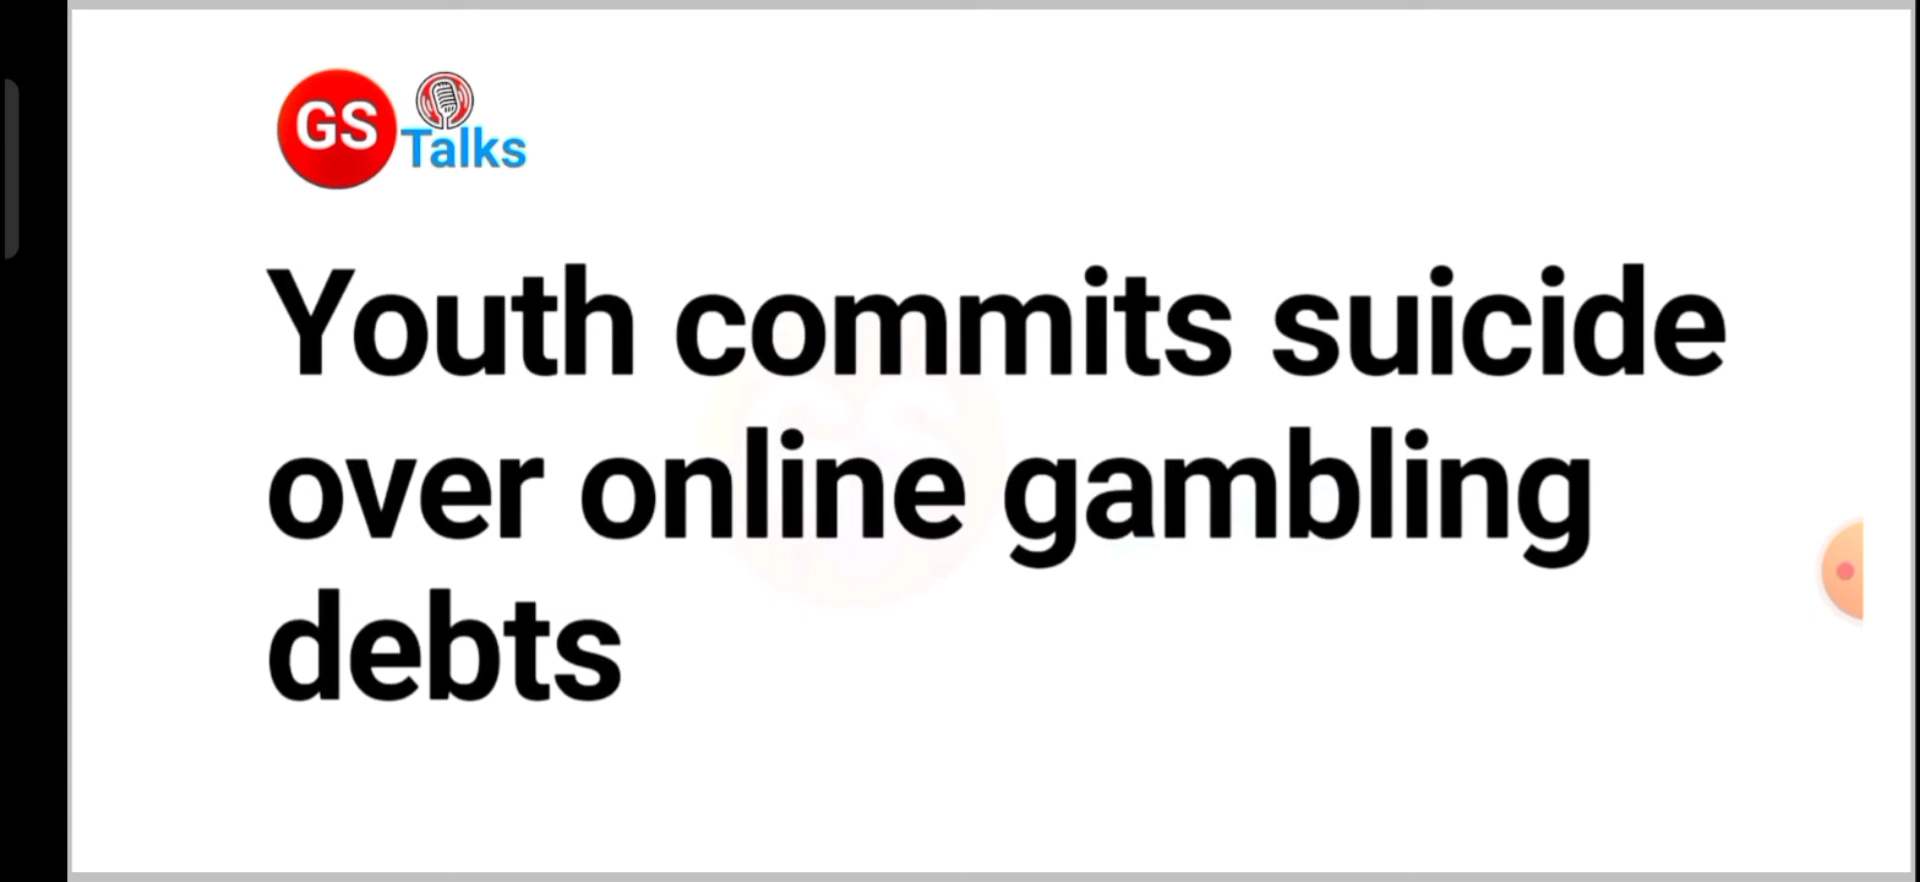 GS
Talks
Youth commits suicide
over online gambling
debts